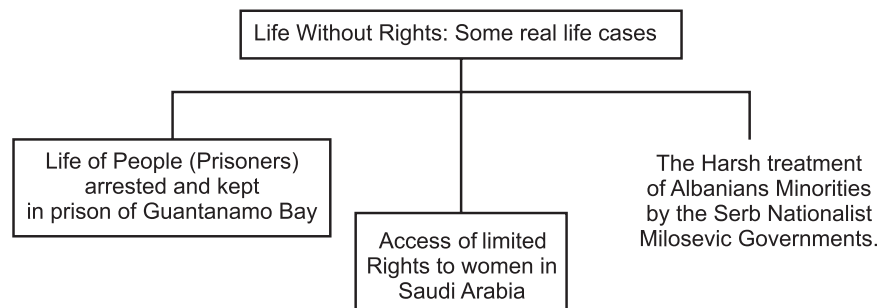 Life Without Rights: Some real life cases
Life of People (Prisoners)
arrested and kept
in prison of Guantanamo Bay
Access of limited
Rights to women in
Saudi Arabia
The Harsh treatment
of Albanians Minorities
by the Serb Nationalist
Milosevic Governments.